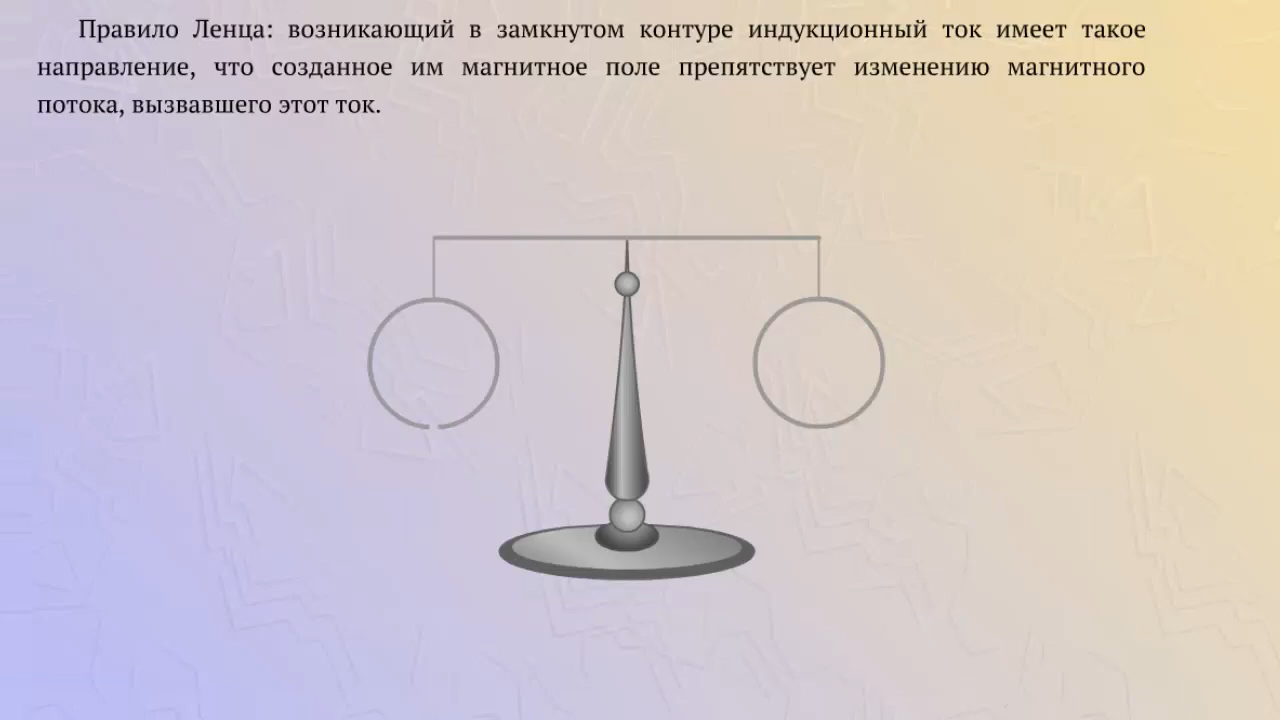 Правило Ленца: возникающий в замкнутом контуре индукционный ток имеет такое
направление, что созданное им магнитное поле препятствует изменению магнитного
потока, вызвавшего этот ток.